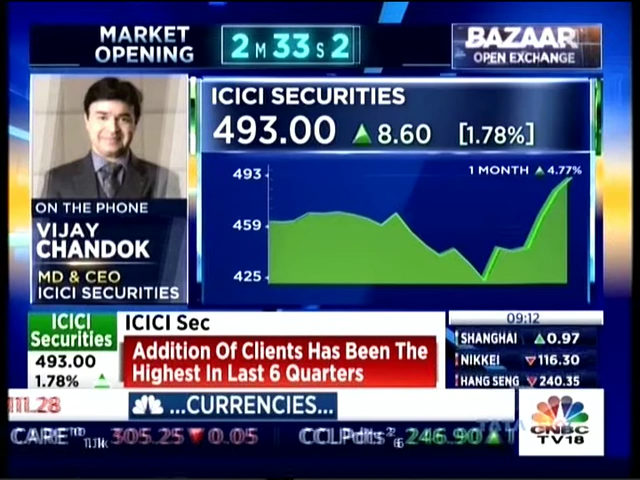 MARKET
OPENING
2 M 33 S 2
BAZAAR
OPEN EXCHANGE
ICICI SECURITIES
493.00 8.60 [1.78%]
1 MONTH 4.77%
493
459
425
ON THE PHONE
VIJAY
CHANDOK
MD & CEO
ICICI SECURITIES
ICICI
Securities
493.00
1.78%
ICICI Sec
Addition Of Clients Has Been The
Highest In Last 6 Quarters
09:12
SHANGHAI 0.97
NIKKEI 116.30
HANG SENG 240.35
111.28
...CURRENCIES...
CARE 305.25 0.05 CCLPdts 246.90 1
CNBC
TV18